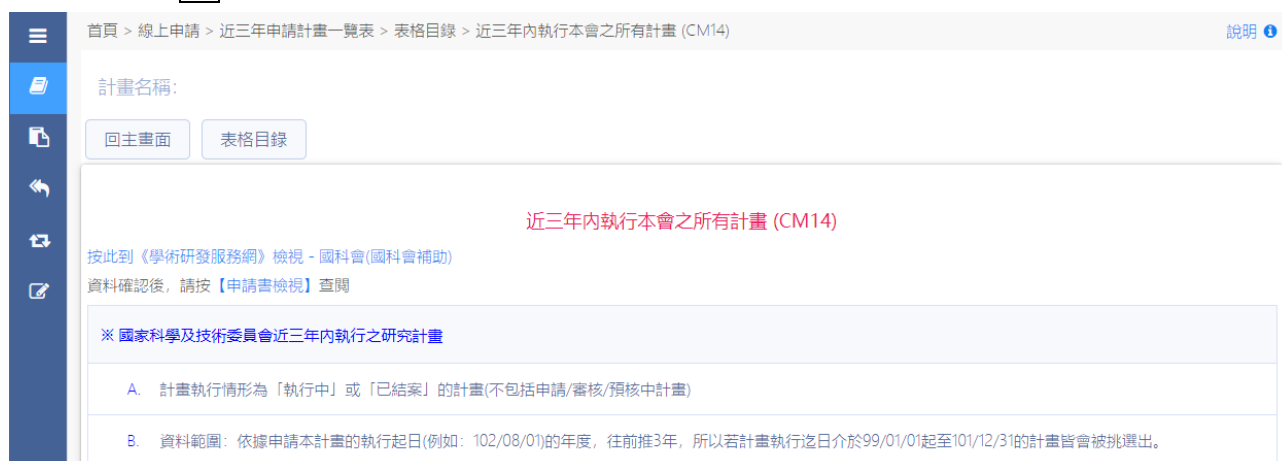 首頁 > 線上申請 > 近三年申請計畫一覽表 > 表格目錄 > 近三年內執行本會之所有計畫 (CM14) 說明
計畫名稱:
回主畫面 表格目錄
近三年內執行本會之所有計畫 (CM14)
按此到《學術研發服務網》檢視 - 國科會(國科會補助)
資料確認後, 請按【申請書檢視】查閱
※ 國家科學及技術委員會近三年內執行之研究計畫
A. 計畫執行情形為「執行中」或「已結案」的計畫(不包括申請/審核/預核中計畫)
B. 資料範圍: 依據申請本計畫的執行起日(例如: 102/08/01)的年度, 往前推3年, 所以若計畫執行迄日介於99/01/01起至101/12/31的計畫皆會被挑選出。